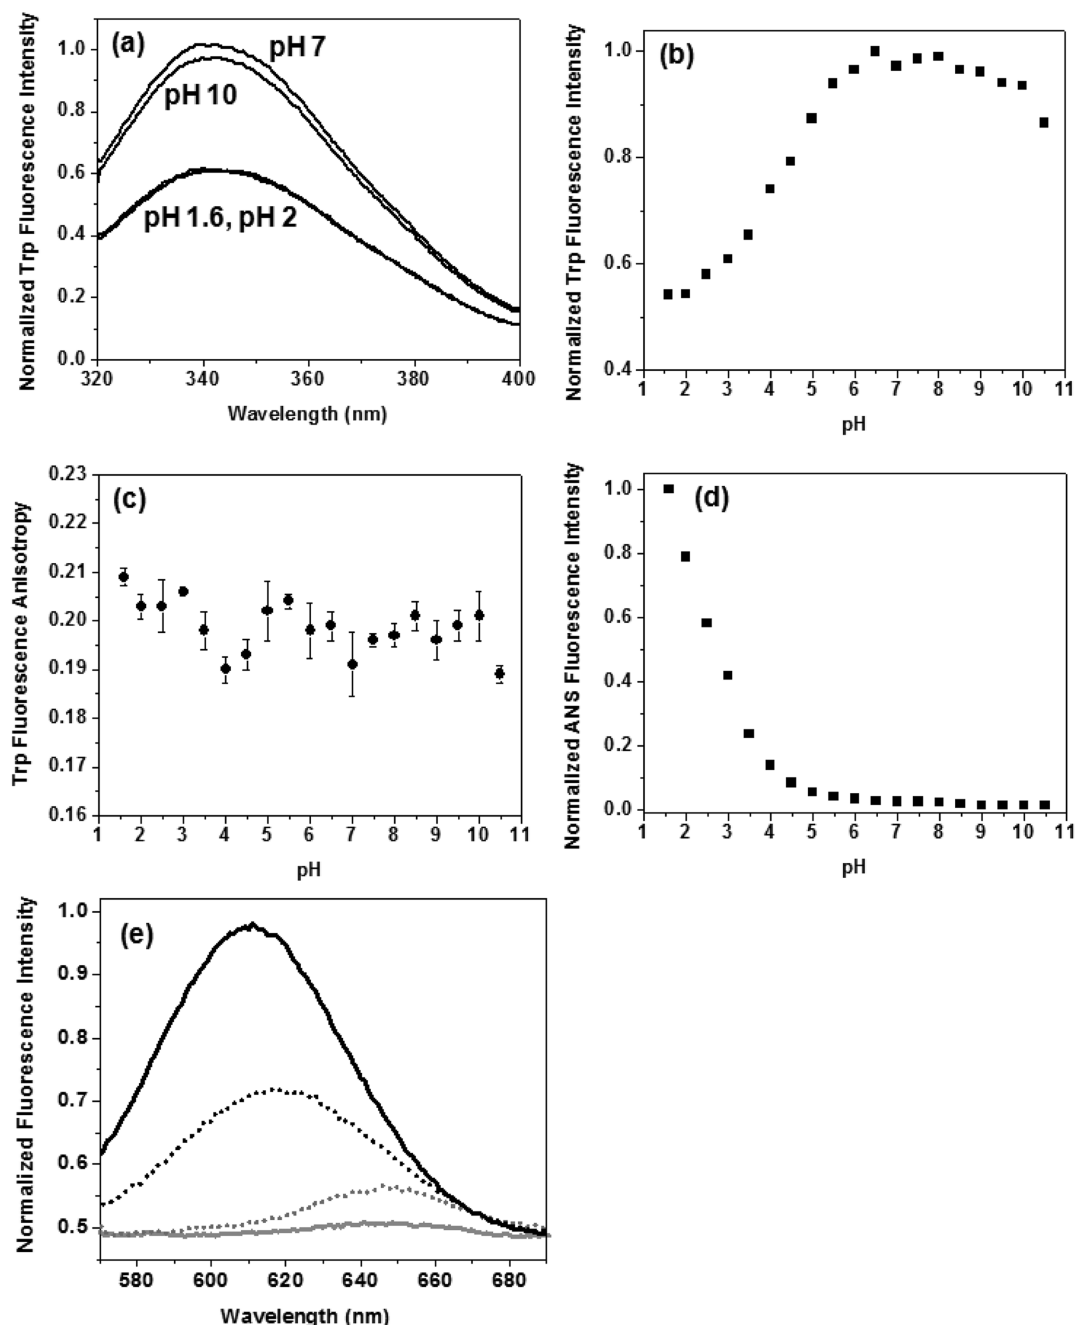 (a)
pH 7
pH 10
pH 1.6, pH 2
Normalized Trp Fluorescence Intensity
1.0
0.8
0.6
0.4
0.2
0.0
320 340 360 380 400
Wavelength (nm)
(b)
Normalized Trp Fluorescence Intensity
1.0
0.8
0.6
0.4
1 2 3 4 5 6 7 8 9 10 11
pH
(c)
Trp Fluorescence Anisotropy
0.23
0.22
0.21
0.20
0.19
0.18
0.17
0.16
1 2 3 4 5 6 7 8 9 10 11
pH
(d)
Normalized ANS Fluorescence Intensity
1.0
0.8
0.6
0.4
0.2
0.0
1 2 3 4 5 6 7 8 9 10 11
pH
(e)
Normalized Fluorescence Intensity
1.0
0.9
0.8
0.7
0.6
0.5
580 600 620 640 660 680
Wavelength (nm)